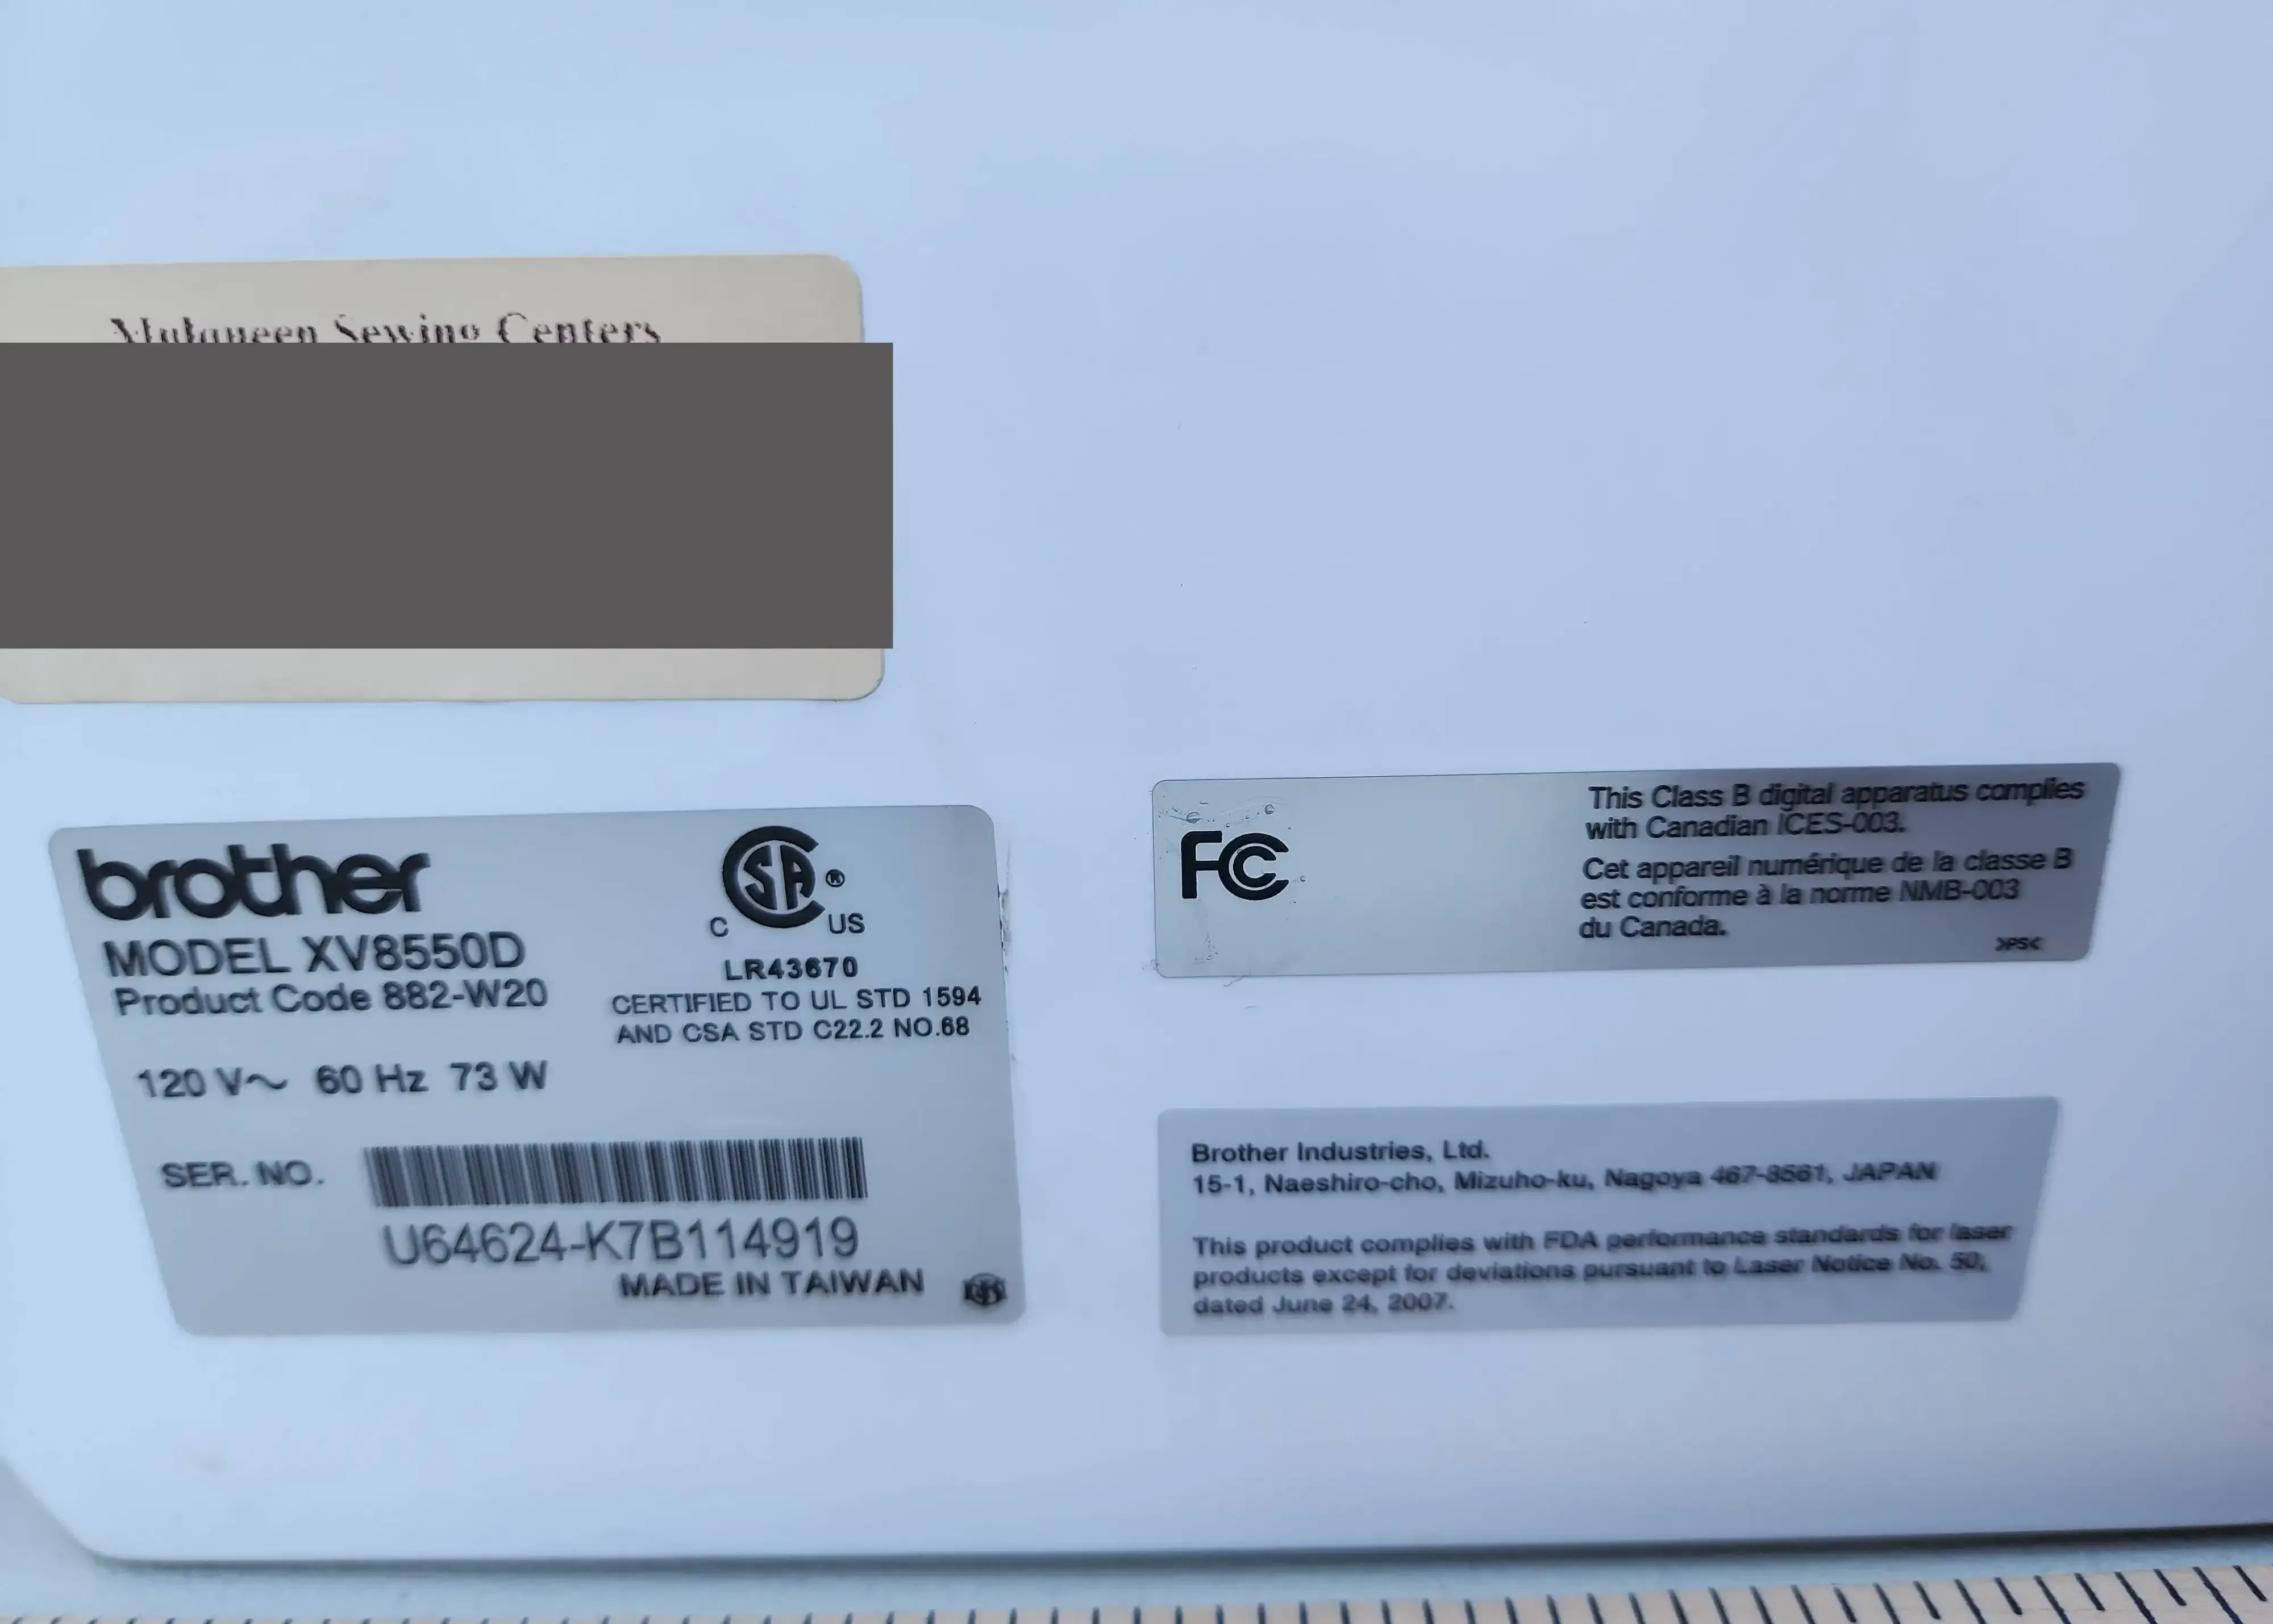 Mulqueen Sewing Centers
brother
MODEL XV8550D
Product Code 882-W20
120 V~ 60 Hz 73 W
SER. NO.
U64624-K7B114919
MADE IN TAIWAN
CSA®
C US
LR43670
CERTIFIED TO UL STD 1594
AND CSA STD C22.2 NO.68
FC
This Class B digital apparatus complies
with Canadian ICES-003.
Cet appareil numérique de la classe B
est conforme à la norme NMB-003
du Canada.
>PS<
Brother Industries, Ltd.
15-1, Naeshiro-cho, Mizuho-ku, Nagoya 467-8561, JAPAN
This product complies with FDA performance standards for laser
products except for deviations pursuant to Laser Notice No. 50,
dated June 24, 2007.